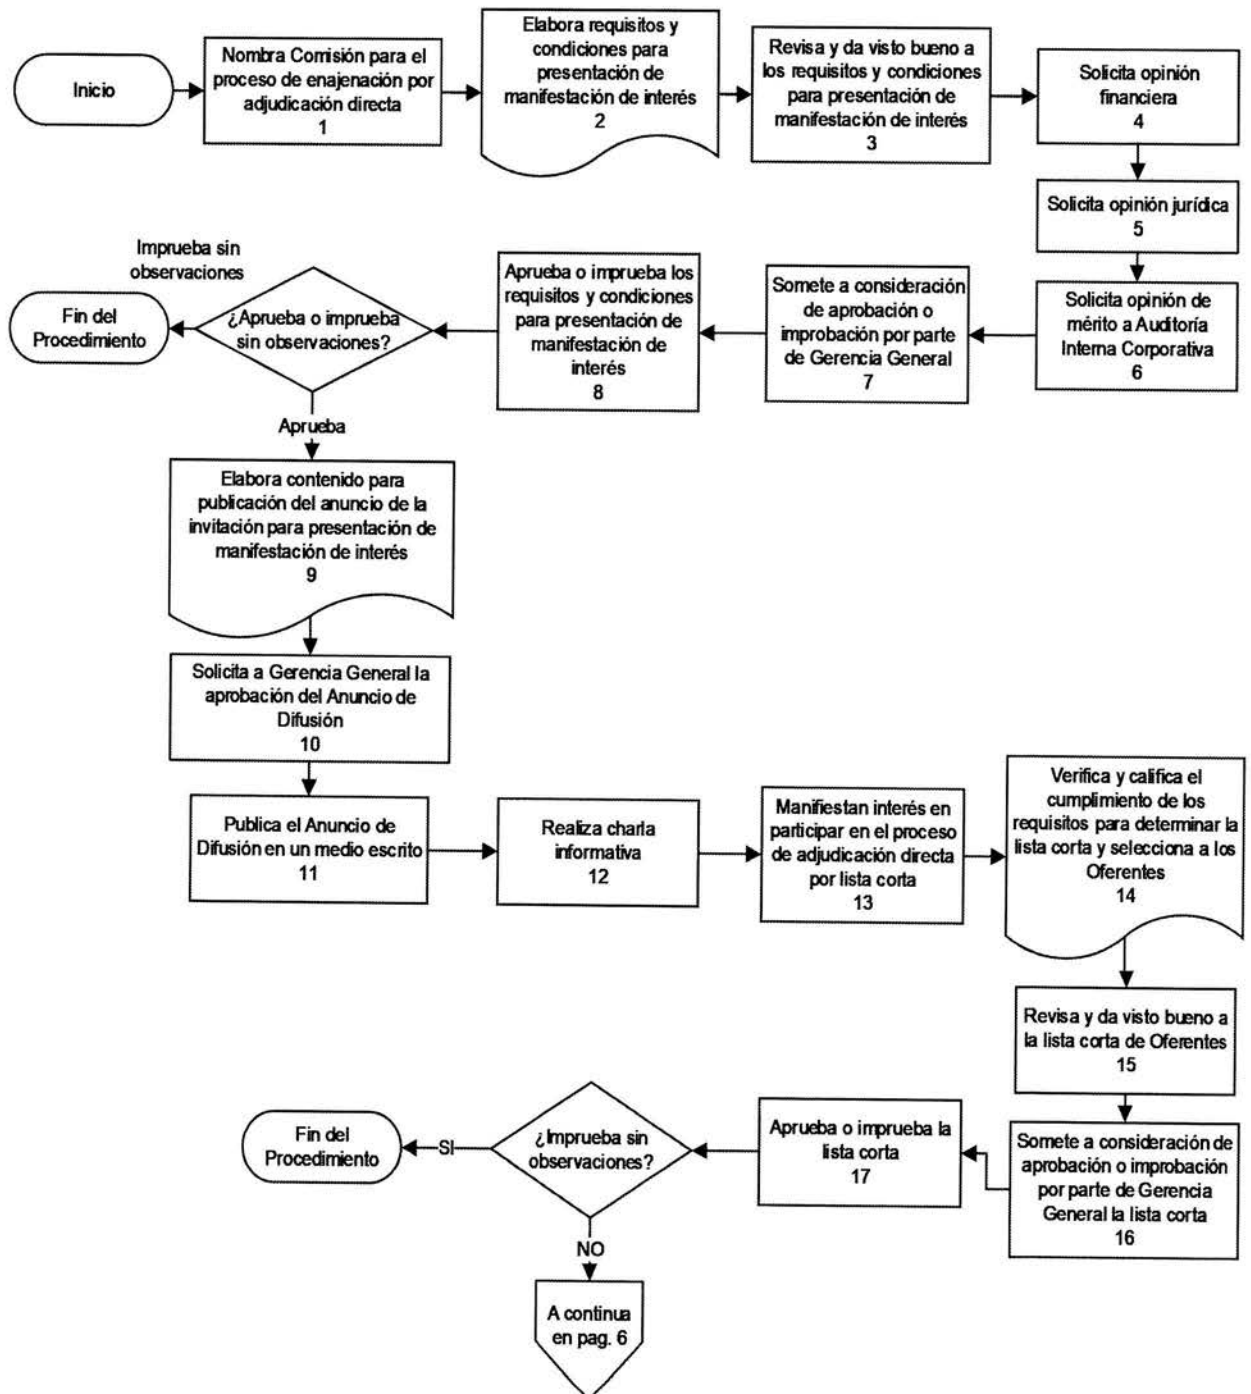 Inicio
Nombra Comisión para el
proceso de enajenación por
adjudicación directa
1
Elabora requisitos y
condiciones para
presentación de
manifestación de interés
2
Revisa y da visto bueno a
los requisitos y condiciones
para presentación de
manifestación de interés
3
Solicita opinión
financiera
4
Solicita opinión jurídica
5
Solicita opinión de
mérito a Auditoría
Interna Corporativa
6
Somete a consideración
de aprobación o
improbación por parte
de Gerencia General
7
Aprueba o imprueba los
requisitos y condiciones
para presentación de
manifestación de
interés
8
¿Aprueba o imprueba
sin observaciones?
Imprueba sin
observaciones
Fin del
Procedimiento
Aprueba
Elabora contenido para
publicación del anuncio de la
invitación para presentación de
manifestación de interés
9
Solicita a Gerencia General la
aprobación del Anuncio de
Difusión
10
Publica el Anuncio de
Difusión en un medio escrito
11
Realiza charla
informativa
12
Manifiestan interés en
participar en el proceso
de adjudicación directa
por lista corta
13
Verifica y califica el
cumplimiento de los
requisitos para determinar la
lista corta y selecciona a los
Oferentes
14
Revisa y da visto bueno a
la lista corta de Oferentes
15
Somete a consideración de
aprobación o improbación
por parte de Gerencia
General la lista corta
16
Aprueba o imprueba la
lista corta
17
¿Imprueba sin
observaciones?
SI
Fin del
Procedimiento
NO
A continua
en pag. 6